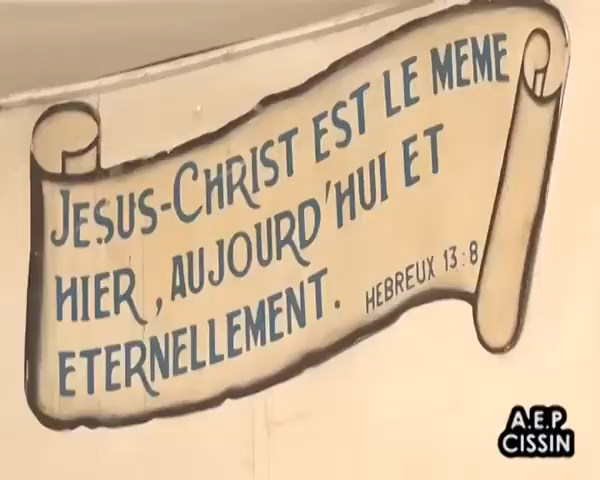 JESUS-CHRIST EST LE MEME
HIER, AUJOURD'HUI ET
ETERNELLEMENT. HEBREUX 13:8
A.E.P
CISSIN